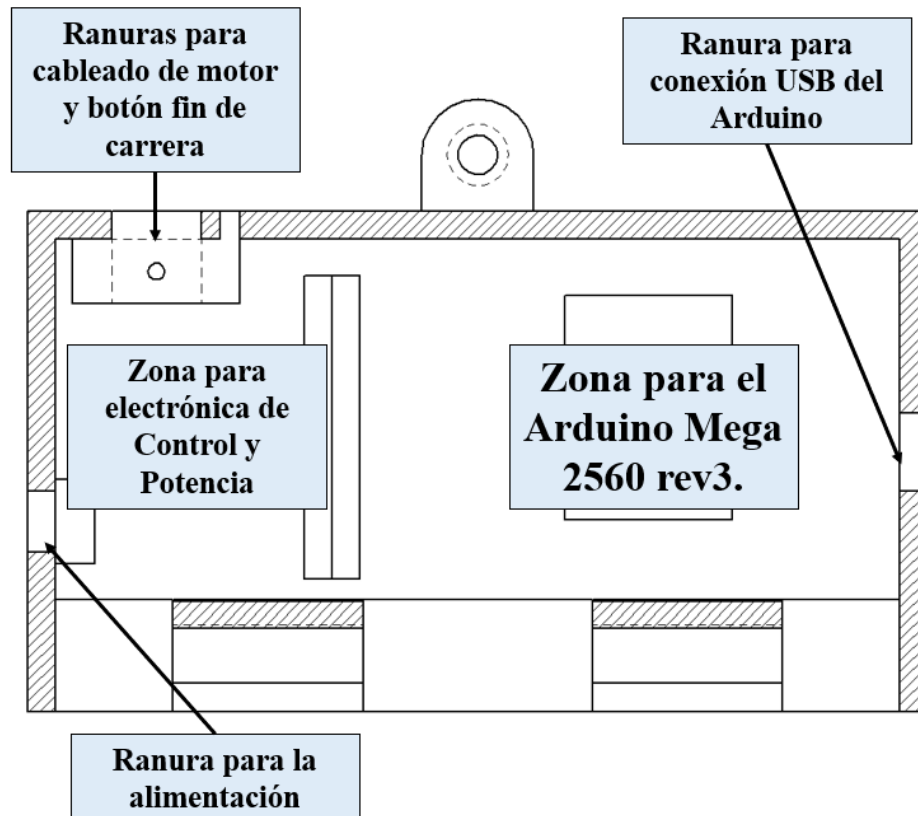 Ranuras para
cableado de motor
y botón fin de
carrera
Ranura para
conexión USB del
Arduino
Zona para
electrónica de
Control y
Potencia
Zona para el
Arduino Mega
2560 rev3.
Ranura para la
alimentación